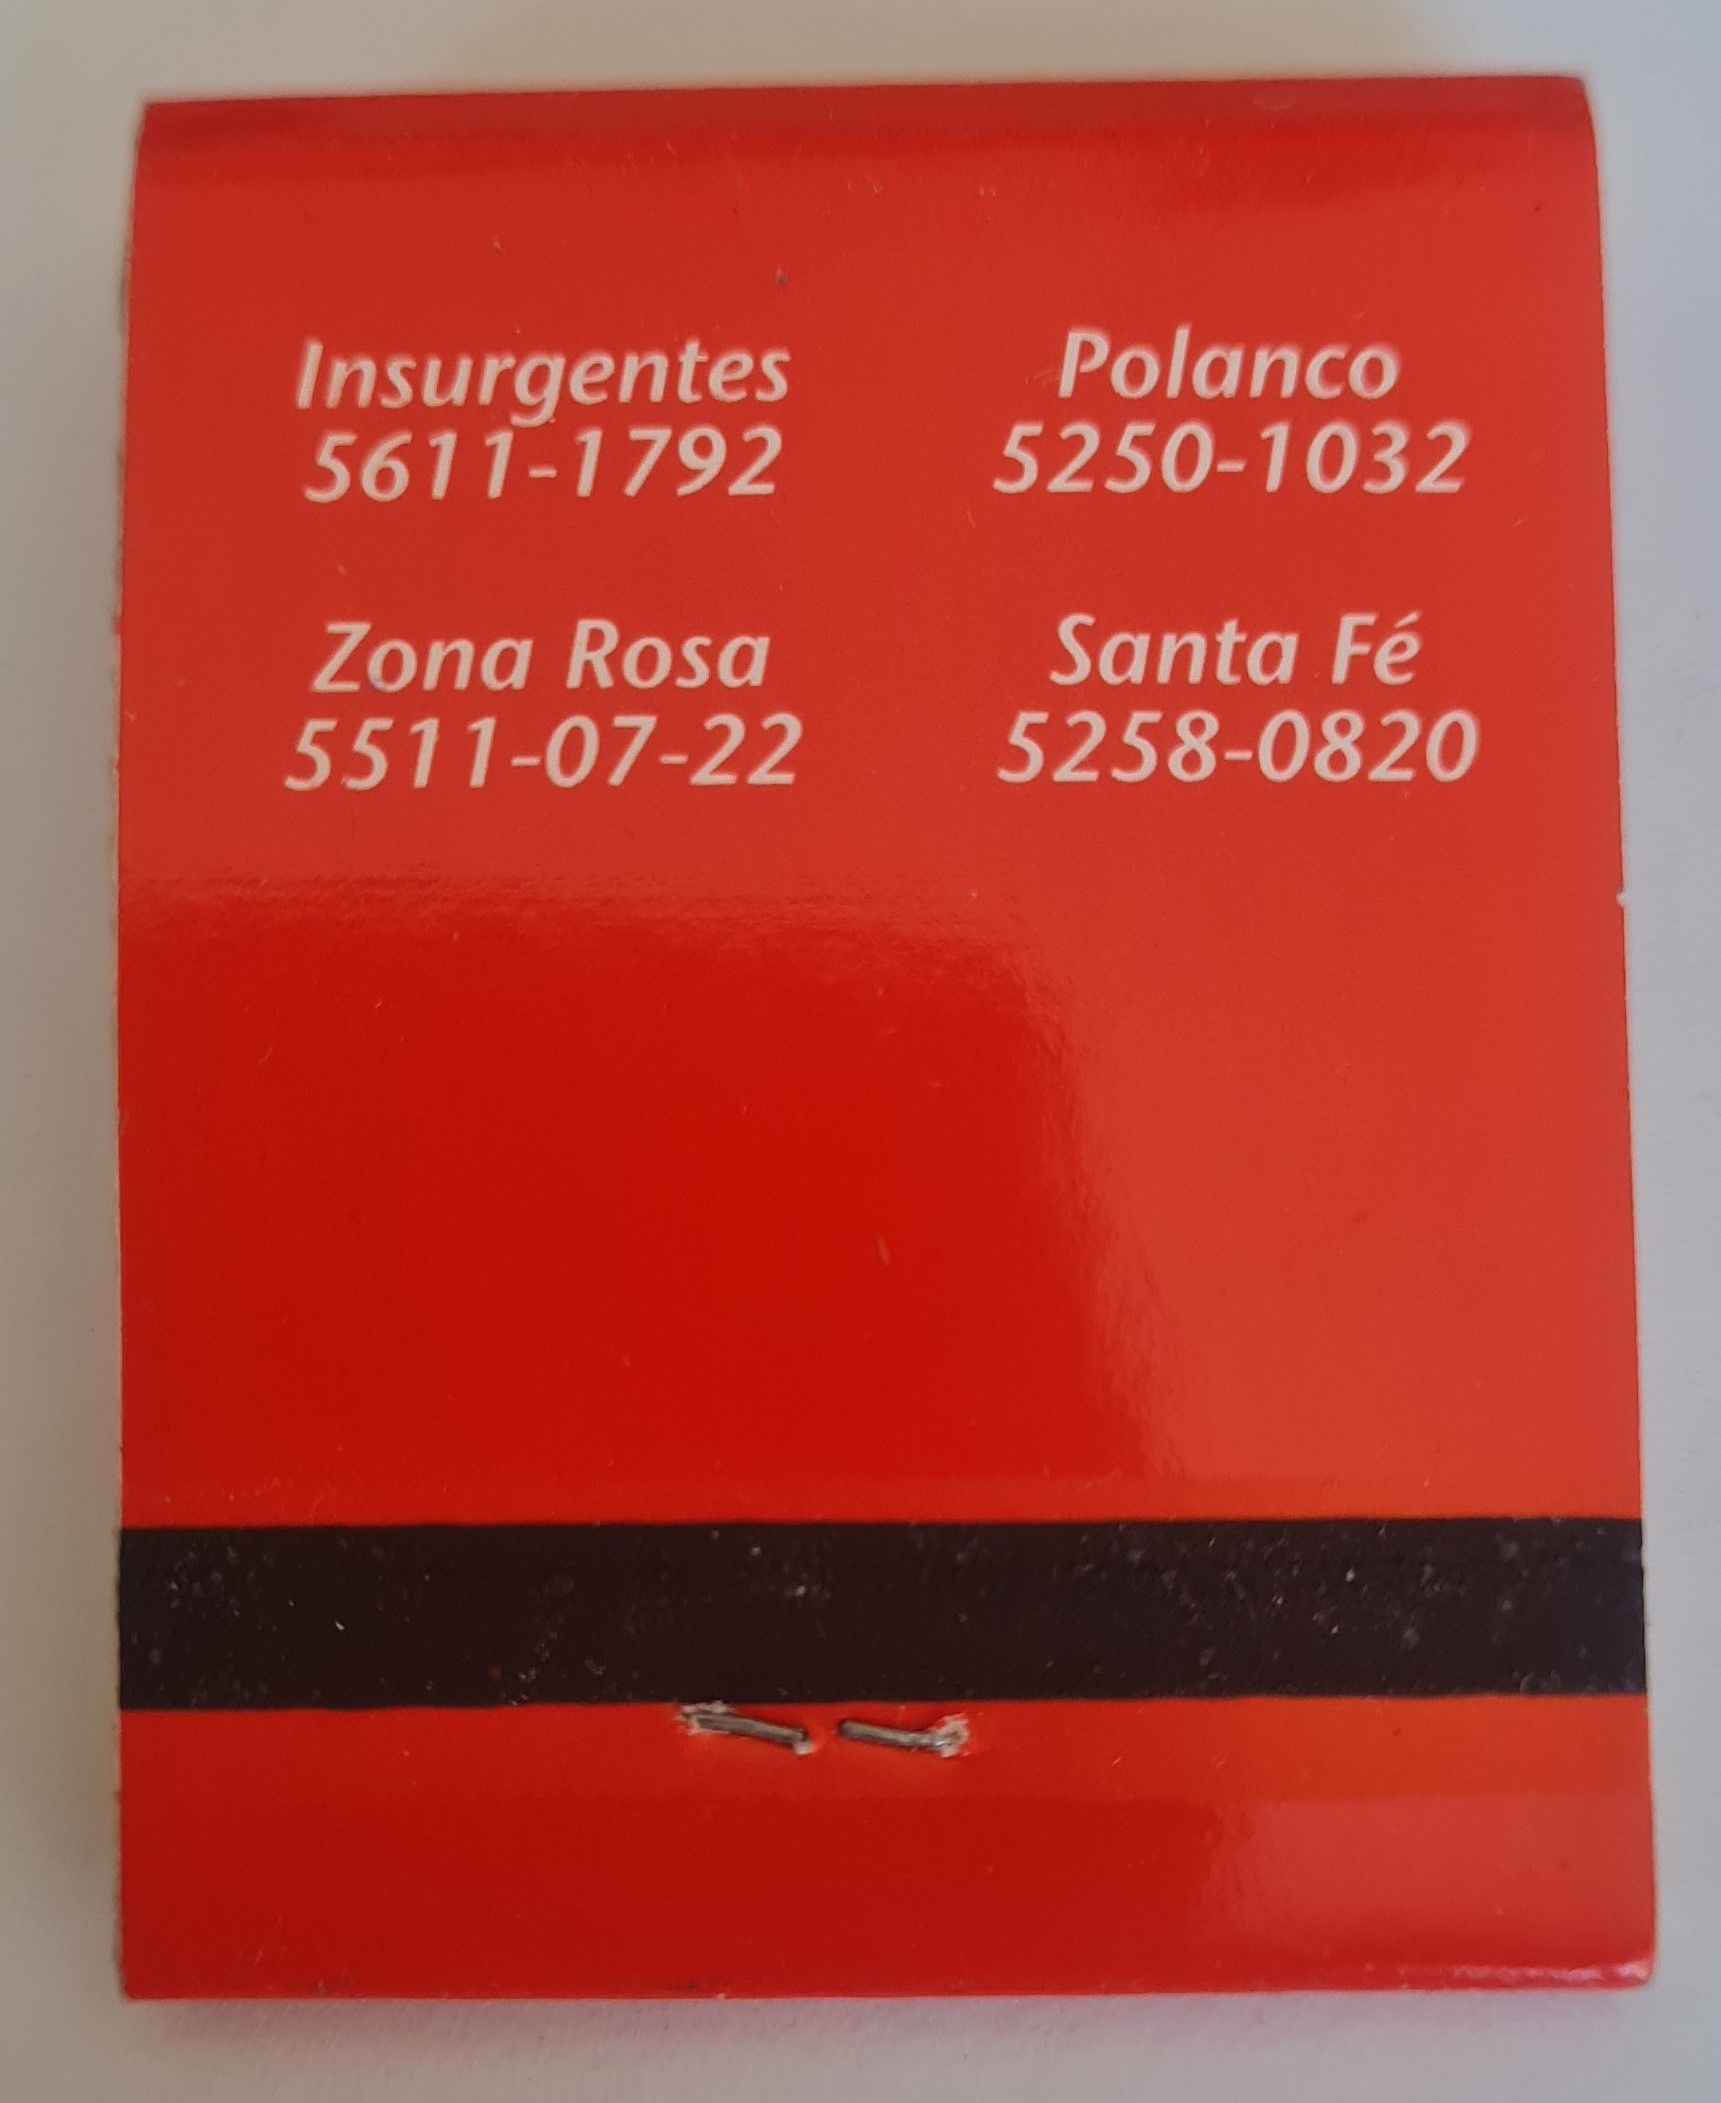 Insurgentes
5611-1792
Polanco
5250-1032
Zona Rosa
5511-07-22
Santa Fé
5258-0820